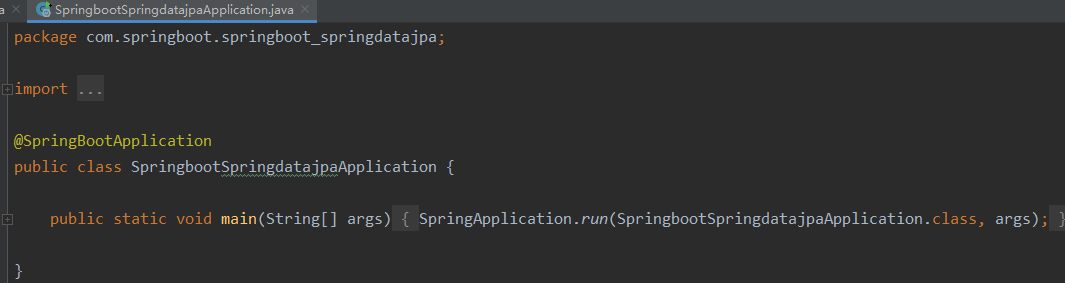 a SpringbootSpringdatajpaApplication.java
package com.springboot.springboot_springdatajpa;
import ...
@SpringBootApplication
public class SpringbootSpringdatajpaApplication {
public static void main(String[] args) { SpringApplication.run(SpringbootSpringdatajpaApplication.class, args); }
}